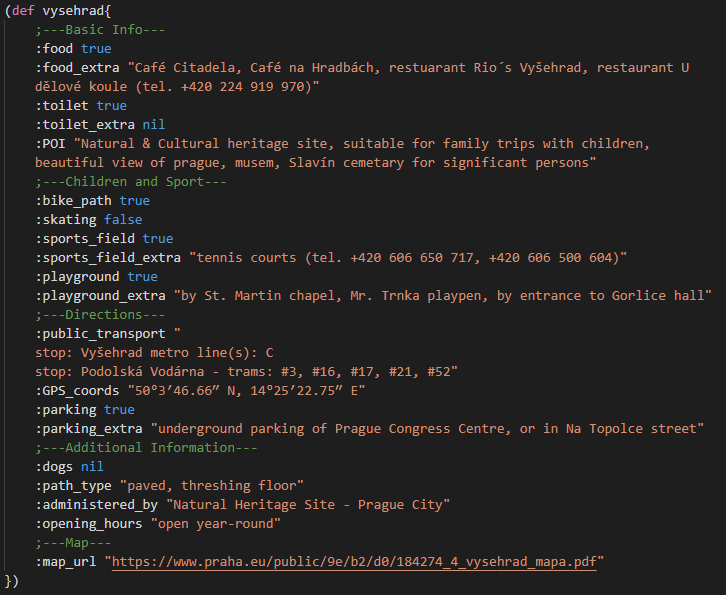 (def vysehrad{
;---Basic Info---
:food true
:food_extra "Café Citadela, Café na Hradbách, restuarant Rio´s Vyšehrad, restaurant U
dělové koule (tel. +420 224 919 970)"
:toilet true
:toilet_extra nil
:POI "Natural & Cultural heritage site, suitable for family trips with children,
beautiful view of prague, musem, Slavín cemetary for significant persons"
;---Children and Sport---
:bike_path true
:skating false
:sports_field true
:sports_field_extra "tennis courts (tel. +420 606 650 717, +420 606 500 604)"
:playground true
:playground_extra "by St. Martin chapel, Mr. Trnka playpen, by entrance to Gorlice hall"
;---Directions---
:public_transport "
stop: Vyšehrad metro line(s): C
stop: Podolská Vodárna - trams: #3, #16, #17, #21, #52"
:GPS_coords "50°3’46.66” N, 14°25’22.75” E"
:parking true
:parking_extra "underground parking of Prague Congress Centre, or in Na Topolce street"
;---Additional Information---
:dogs nil
:path_type "paved, threshing floor"
:administered_by "Natural Heritage Site - Prague City"
:opening_hours "open year-round"
;---Map---
:map_url "https://www.praha.eu/public/9e/b2/d0/184274_4_vysehrad_mapa.pdf"
})